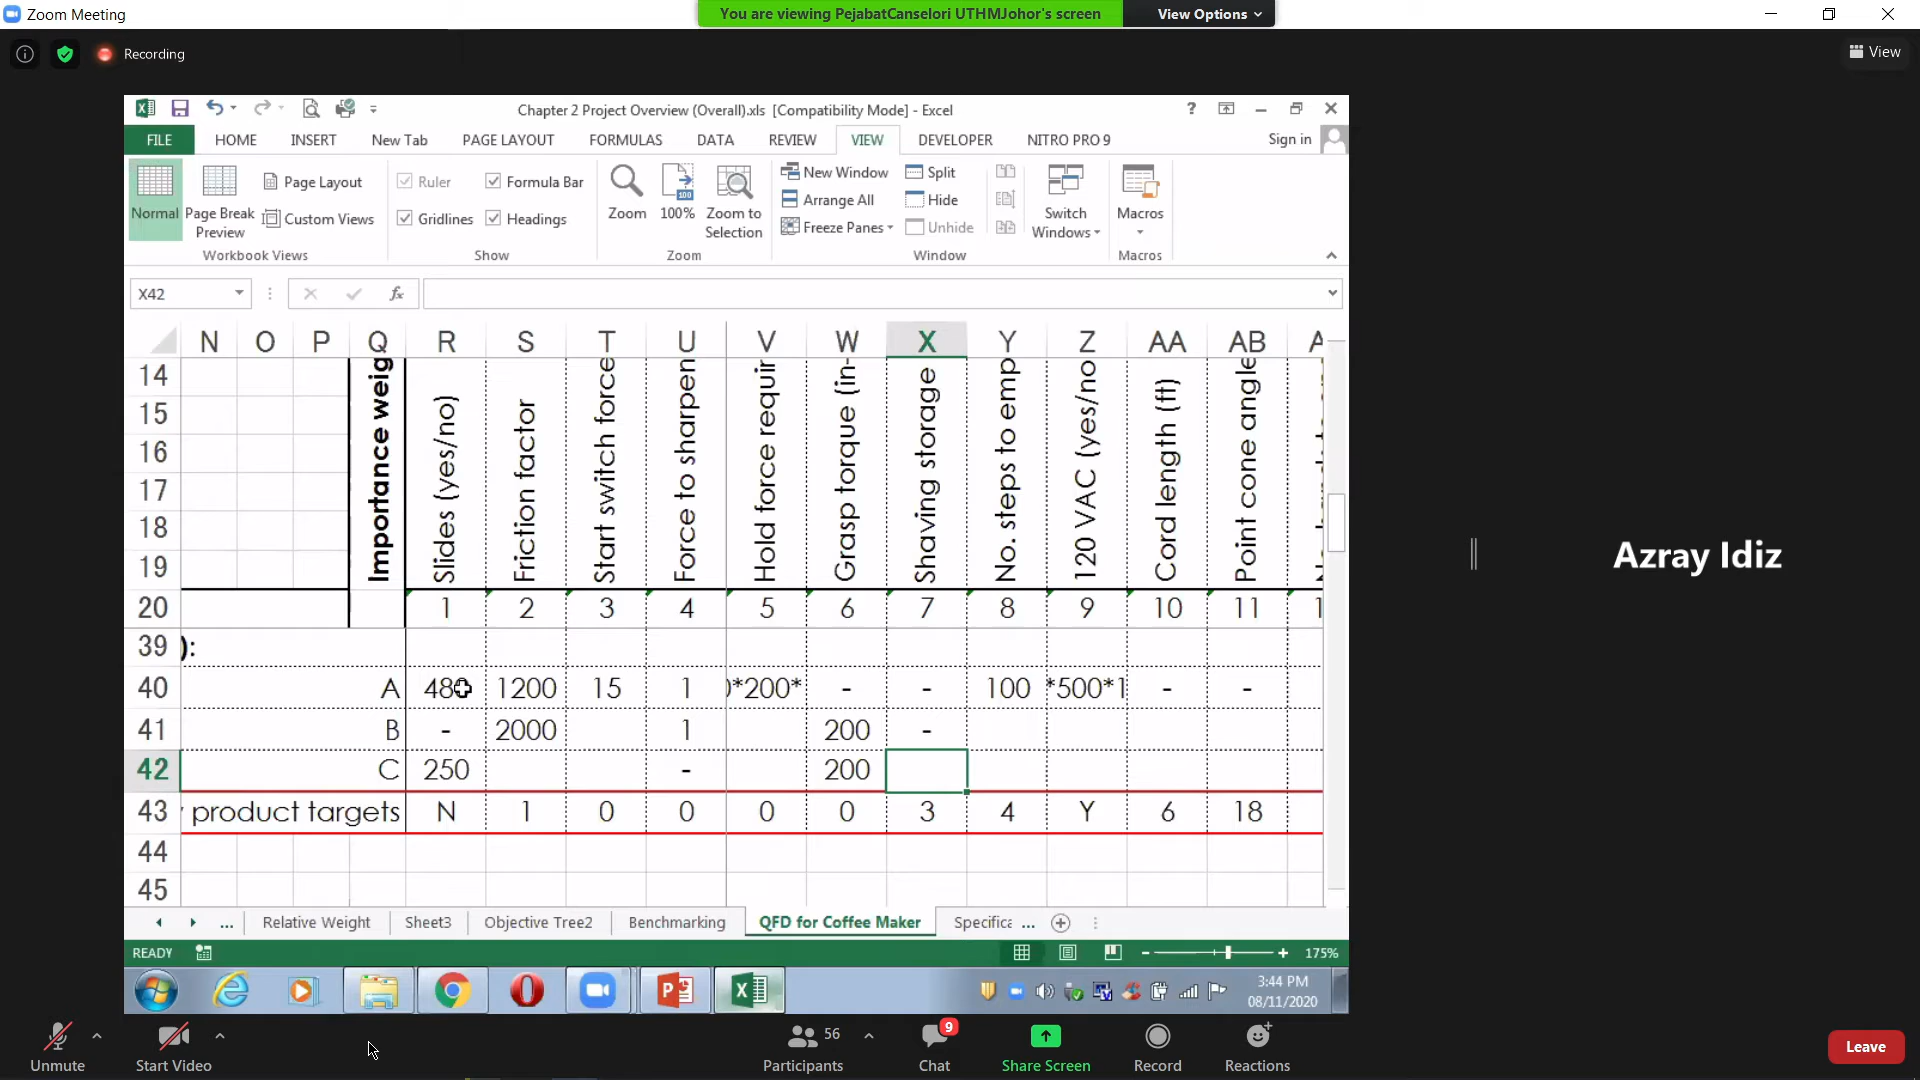 Zoom Meeting
You are viewing PejabatCanselori UTHMJohor's screen
View Options
Recording
View
Chapter 2 Project Overview (Overall).xls [Compatibility Mode] - Excel
FILE HOME INSERT New Tab PAGE LAYOUT FORMULAS DATA REVIEW VIEW DEVELOPER NITRO PRO 9 Sign in
Normal
Page Break Preview
Page Layout
Custom Views
Workbook Views
Ruler
Formula Bar
Gridlines
Headings
Show
Zoom
100%
Zoom to Selection
Zoom
New Window
Arrange All
Freeze Panes
Split
Hide
Unhide
Switch Windows
Window
Macros
Macros
X42
fx
N O P Q R S T U V W X Y Z AA AB A
14
15
16
17
18
19
Importance weig
Slides (yes/no)
Friction factor
Start switch force
Force to sharpen
Hold force requir
Grasp torque (in-
Shaving storage
No. steps to emp
120 VAC (yes/no
Cord length (ft)
Point cone angle
20 1 2 3 4 5 6 7 8 9 10 11 1
39 ):
40 A 480 1200 15 1 )*200* - - 100 *500*1 - -
41 B - 2000 1 200 -
42 C 250 - 200
43 product targets N 1 0 0 0 0 3 4 Y 6 18
44
45
... Relative Weight Sheet3 Objective Tree2 Benchmarking QFD for Coffee Maker Specifica ...
READY
175%
3:44 PM
08/11/2020
Azray Idiz
Unmute
Start Video
56
Participants
9
Chat
Share Screen
Record
Reactions
Leave